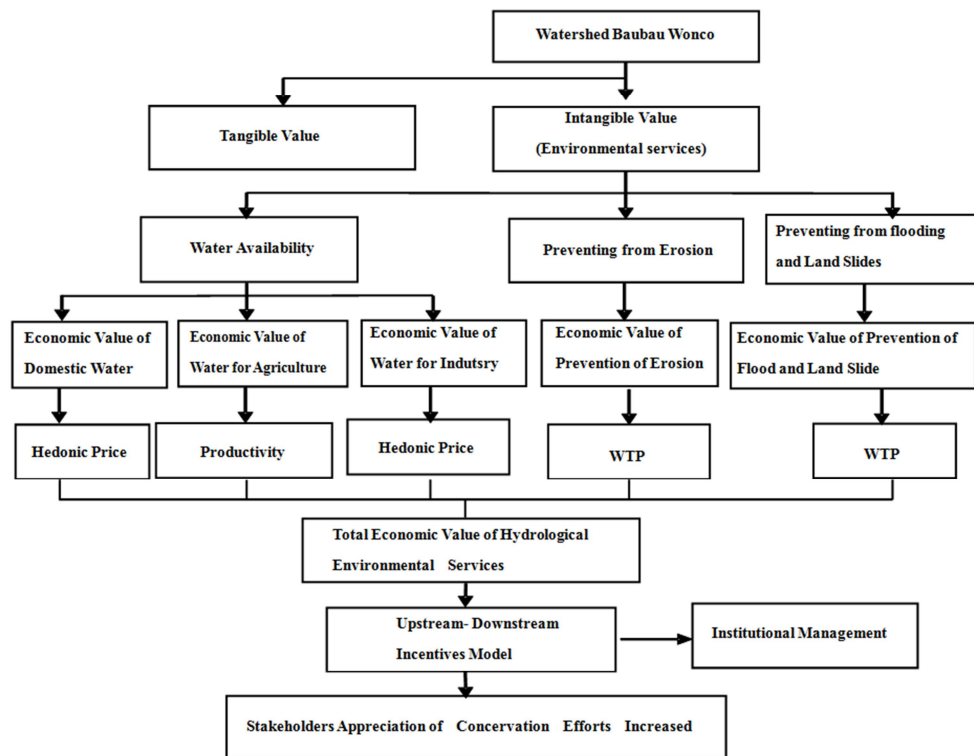 Watershed Baubau Wonco
Tangible Value
Intangible Value
(Environmental services)
Water Availability
Preventing from Erosion
Preventing from flooding
and Land Slides
Economic Value of
Domestic Water
Economic Value of
Water for Agriculture
Economic Value of
Water for Indutsry
Economic Value of
Prevention of Erosion
Economic Value of Prevention of
Flood and Land Slide
Hedonic Price
Productivity
Hedonic Price
WTP
WTP
Total Economic Value of Hydrological
Environmental Services
Upstream- Downstream
Incentives Model
Institutional Management
Stakeholders Appreciation of Concervation Efforts Increased